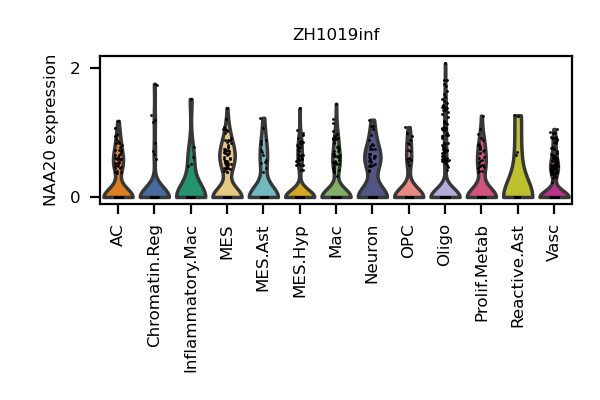 ZH1019inf
NAA20 expression
2
0
AC
Chromatin.Reg
Inflammatory.Mac
MES
MES.Ast
MES.Hyp
Mac
Neuron
OPC
Oligo
Prolif.Metab
Reactive.Ast
Vasc